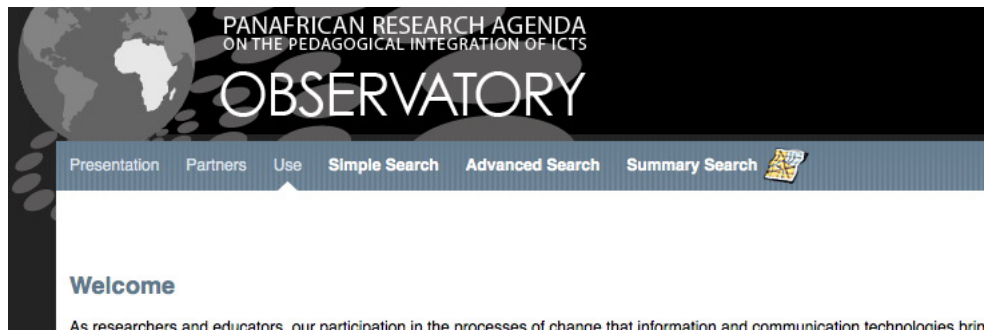 PANAFRICAN RESEARCH AGENDA
ON THE PEDAGOGICAL INTEGRATION OF ICTS
OBSERVATORY
Presentation Partners Use Simple Search Advanced Search Summary Search
Welcome
As researchers and educators, our participation in the processes of change that information and communication technologies brin